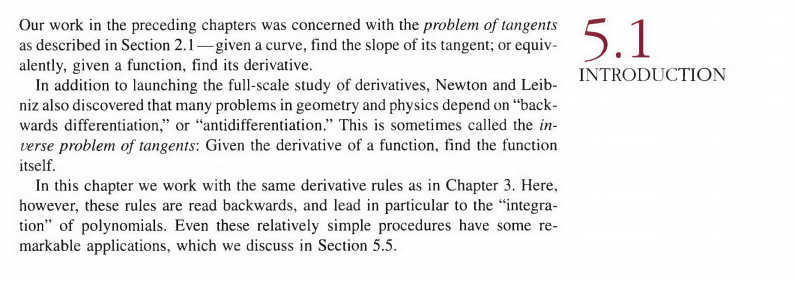 Our work in the preceding chapters was concerned with the problem of tangents
as described in Section 2.1—given a curve, find the slope of its tangent; or equiv-
alently, given a function, find its derivative.
In addition to launching the full-scale study of derivatives, Newton and Leib-
niz also discovered that many problems in geometry and physics depend on “back-
wards differentiation,” or “antidifferentiation.” This is sometimes called the in-
verse problem of tangents: Given the derivative of a function, find the function
itself.
In this chapter we work with the same derivative rules as in Chapter 3. Here,
however, these rules are read backwards, and lead in particular to the “integra-
tion” of polynomials. Even these relatively simple procedures have some re-
markable applications, which we discuss in Section 5.5.
5.1
INTRODUCTION